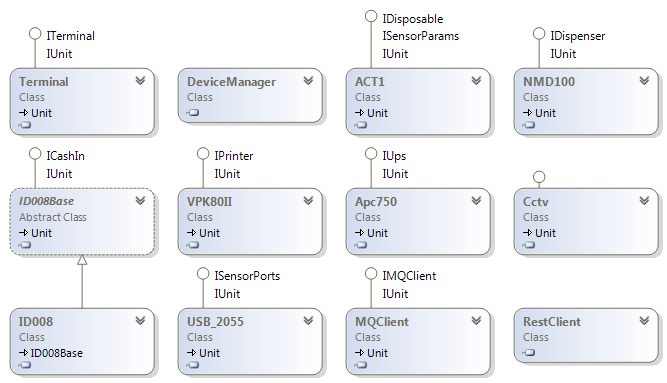 ITerminal
IUnit
Terminal
Class
Unit
DeviceManager
Class
IDisposable
ISensorParams
IUnit
ACT1
Class
Unit
IDispenser
IUnit
NMD100
Class
Unit
ICashIn
IUnit
ID008Base
Abstract Class
Unit
IPrinter
IUnit
VPK80II
Class
Unit
IUps
IUnit
Apc750
Class
Unit
Cctv
Class
Unit
ID008
Class
ID008Base
ISensorPorts
IUnit
USB_2055
Class
Unit
IMQClient
IUnit
MQClient
Class
Unit
RestClient
Class